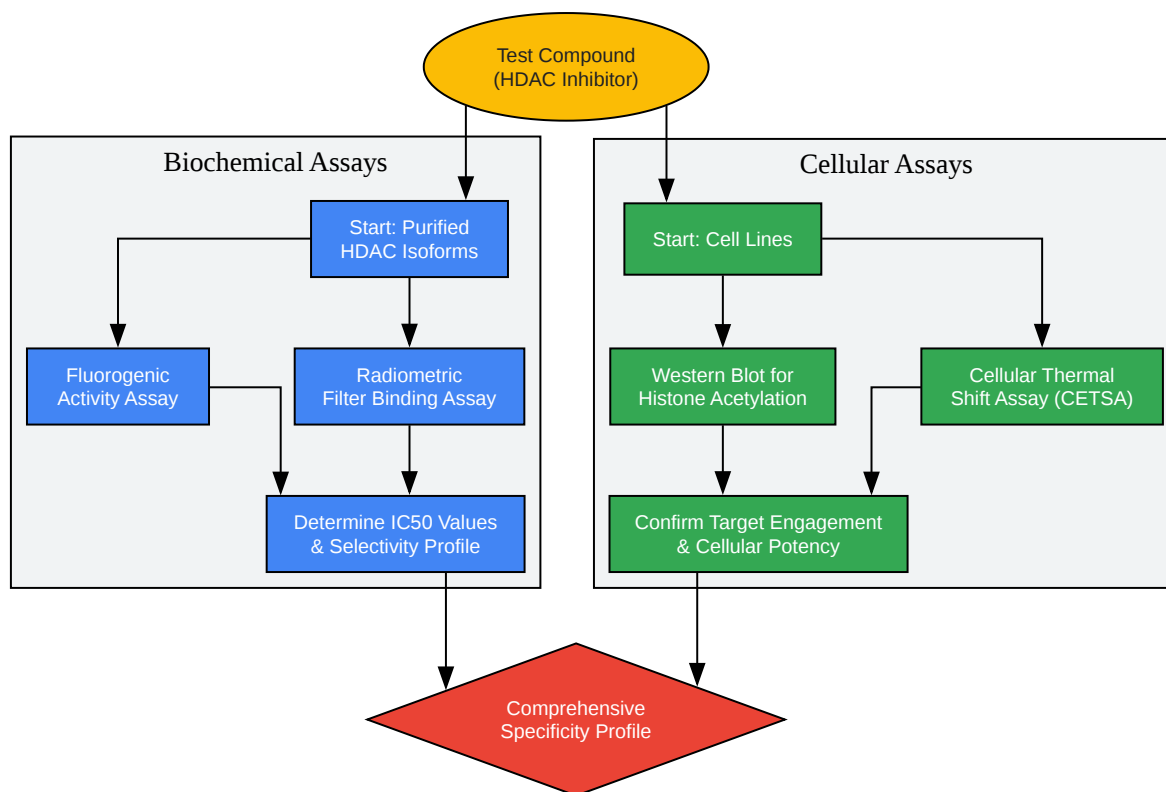 Test Compound
(HDAC Inhibitor)
Biochemical Assays
Start: Purified
HDAC Isoforms
Fluorogenic
Activity Assay
Radiometric
Filter Binding Assay
Determine IC50 Values
& Selectivity Profile
Cellular Assays
Start: Cell Lines
Western Blot for
Histone Acetylation
Cellular Thermal
Shift Assay (CETSA)
Confirm Target Engagement
& Cellular Potency
Comprehensive
Specificity Profile